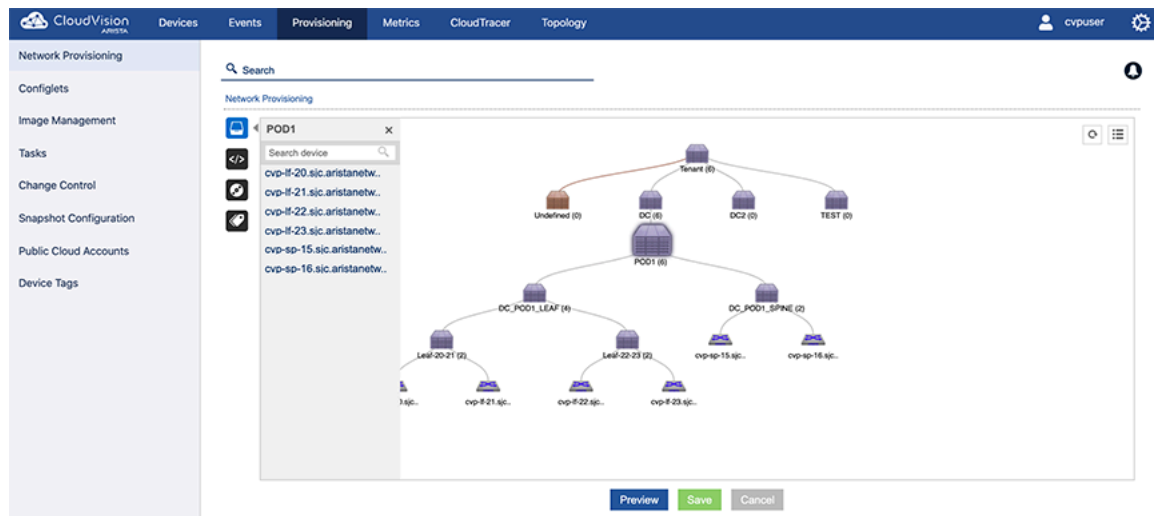 CloudVision
ARISTA
Devices
Events
Provisioning
Metrics
CloudTracer
Topology
cvpuser
Network Provisioning
Configlets
Image Management
Tasks
Change Control
Snapshot Configuration
Public Cloud Accounts
Device Tags
Search
Network Provisioning
POD1
Search device
cvp-lf-20.sjc.aristanetw..
cvp-lf-21.sjc.aristanetw..
cvp-lf-22.sjc.aristanetw..
cvp-lf-23.sjc.aristanetw..
cvp-sp-15.sjc.aristanetw..
cvp-sp-16.sjc.aristanetw..
Tenant (6)
Undefined (0)
DC (6)
DC2 (0)
TEST (0)
POD1 (6)
DC_POD1_LEAF (4)
DC_POD1_SPINE (2)
Leaf-20-21 (2)
Leaf-22-23 (2)
cvp-sp-15.sjc..
cvp-sp-16.sjc..
0.sjc..
cvp-lf-21.sjc..
cvp-lf-22.sjc..
cvp-lf-23.sjc..
Preview
Save
Cancel